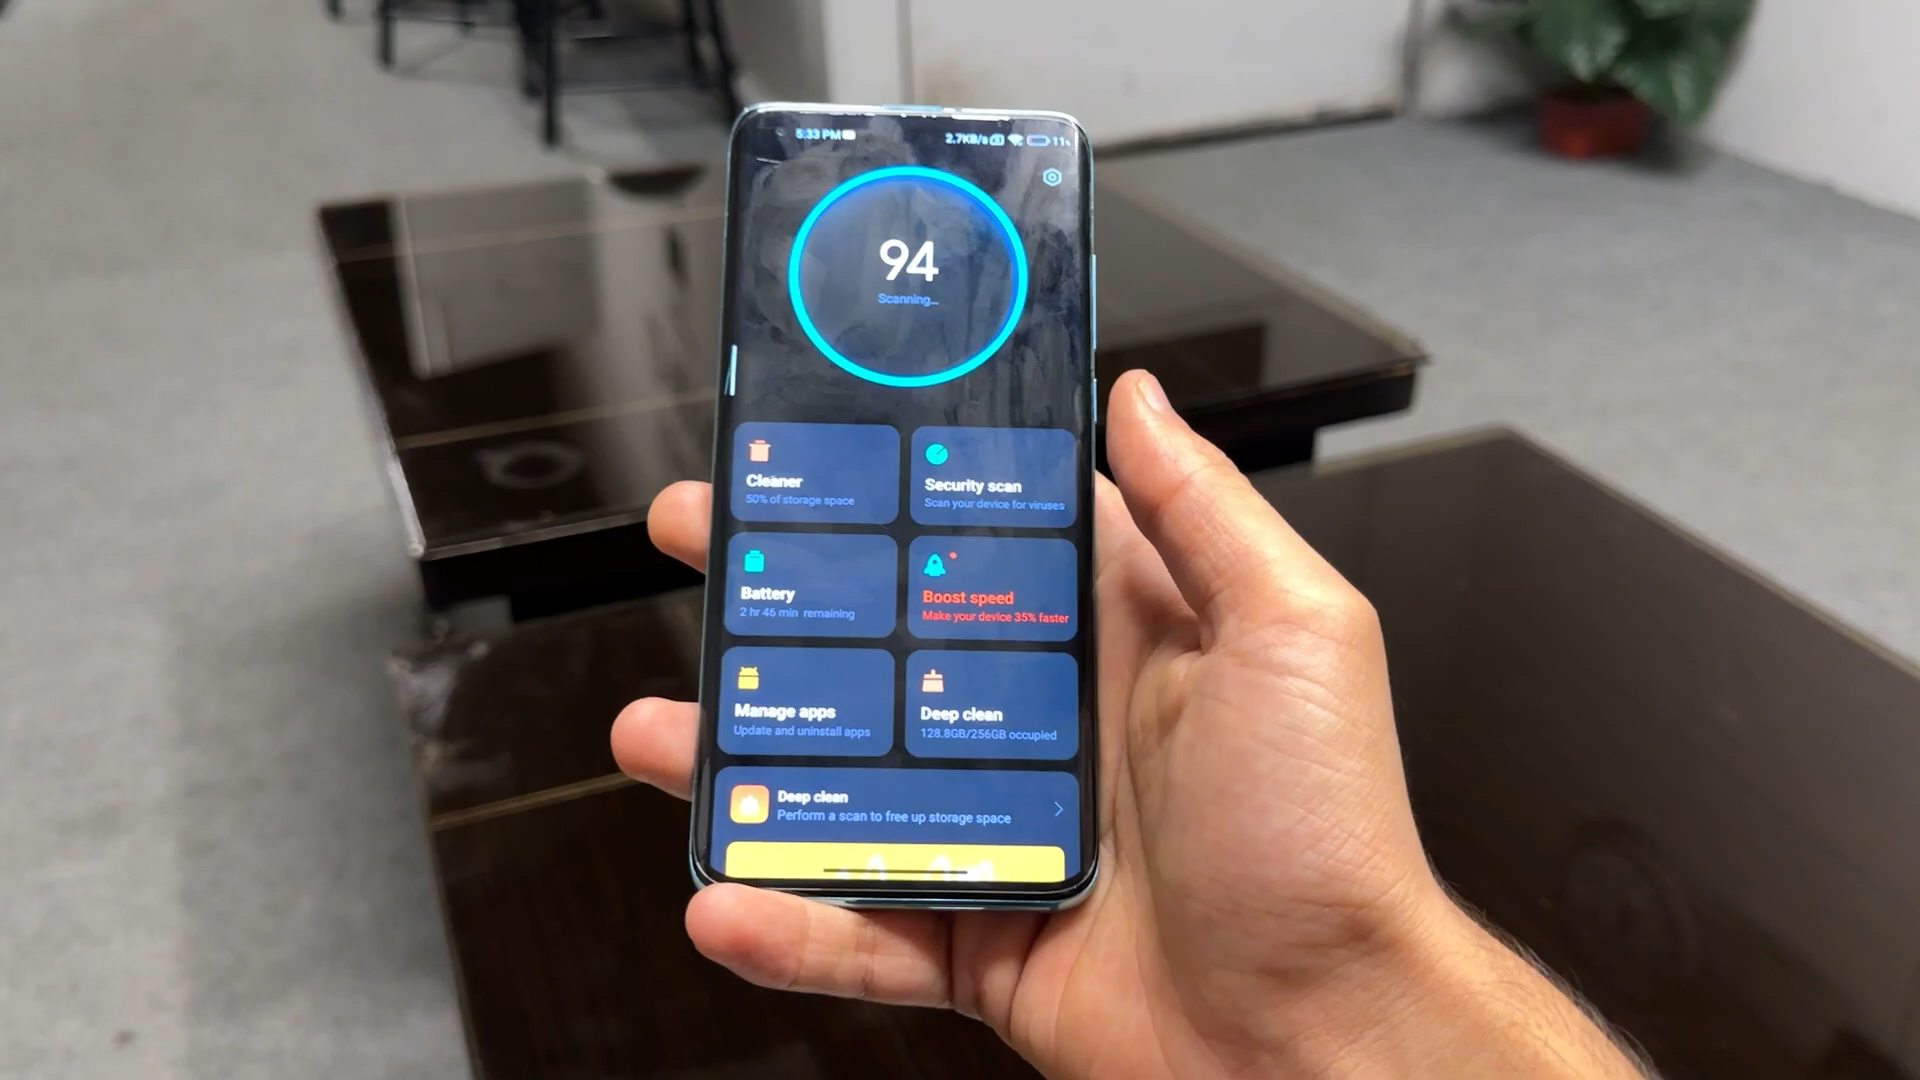 5:33 PM
2.7KB/s 11%
94
Scanning...
Cleaner
50% of storage space
Security scan
Scan your device for viruses
Battery
2 hr 46 min remaining
Boost speed
Make your device 35% faster
Manage apps
Update and uninstall apps
Deep clean
128.8GB/256GB occupied
Deep clean
Perform a scan to free up storage space